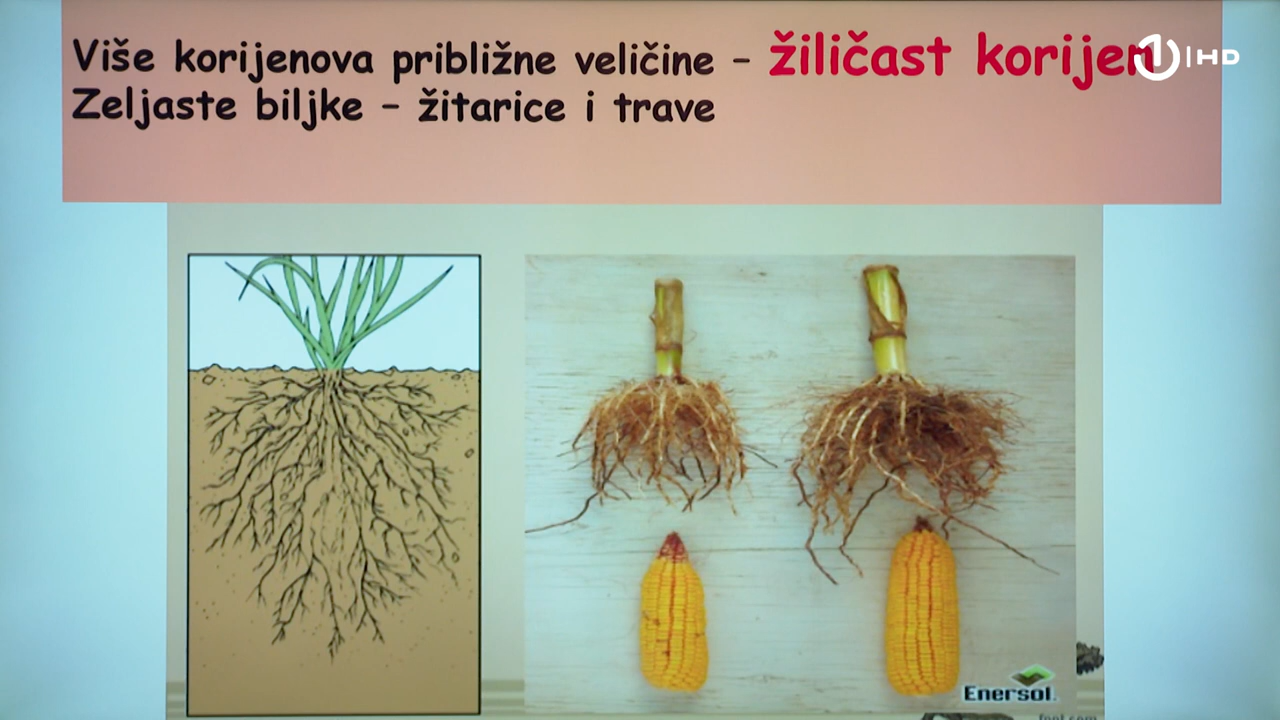 Više korijenova približne veličine – žiličast korijen
Zeljaste biljke – žitarice i trave
1|HD
Enersol